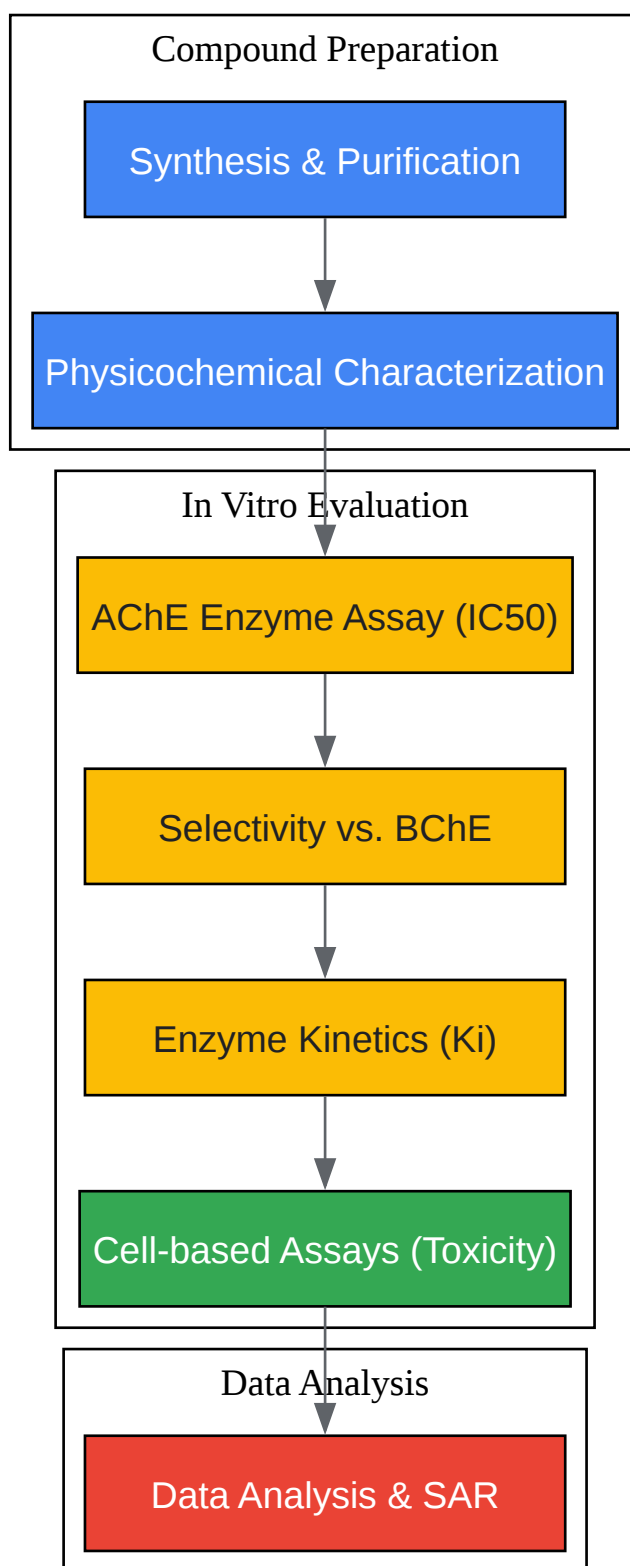 Compound Preparation
Synthesis & Purification
Physicochemical Characterization
In Vitro Evaluation
AChE Enzyme Assay (IC50)
Selectivity vs. BChE
Enzyme Kinetics (Ki)
Cell-based Assays (Toxicity)
Data Analysis
Data Analysis & SAR